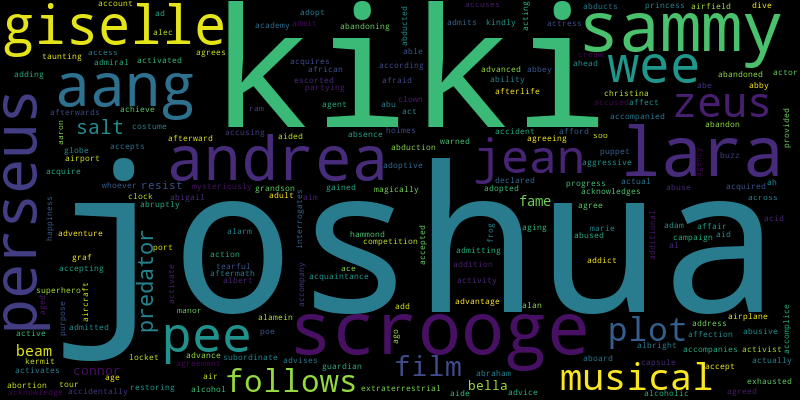 account ad kiki academy adopt abandoning accuses abducts princess airfield dive
giselle alec admit abducted admits kindly acting actress sammy
taunting access agrees acquires able according advanced abbey ahead wee abandoned actor
adding admiral activated african afraid ability abe abby
aang escorted partying agent abu clown afterlife christina zeus
afterwards achieve ram act accused affect
perseus salt costume absence holmes accident afford accompanied abandon provided
aaron accusing aided warned agreeing soo lara
globe accepts afterward andrea abduction jean puppet buzz
airport adoptive aggressive
acquire whoever resist mysteriously grandson gained magically declared progress actual abuse acquired ah
joshua clock abigail adult alm adopted acknowledges across
happiness abruptly interrogates fame agree marie adam affair acid
adventure predator port alarm hammond competition accepted frog aging abused additional campaign aid
graf action admitting al
accepting tearful ace addition addict
aftermath acquaintance
superhero aircraft activate albert accompany activity
aged purpose manor alamein add advantage alan airplane
active admitted pee poe scrooge ago plot address accomplice abusive
beam locket advance subordinate advises albright affection activist
kermit agreement guardian film aboard accompanies actually
activates connor air abraham capsule accept
abortion tour age alcohol follows bella musical exhausted
acknowledge accidentally restoring extraterrestrial aide advice alcoholic agreed